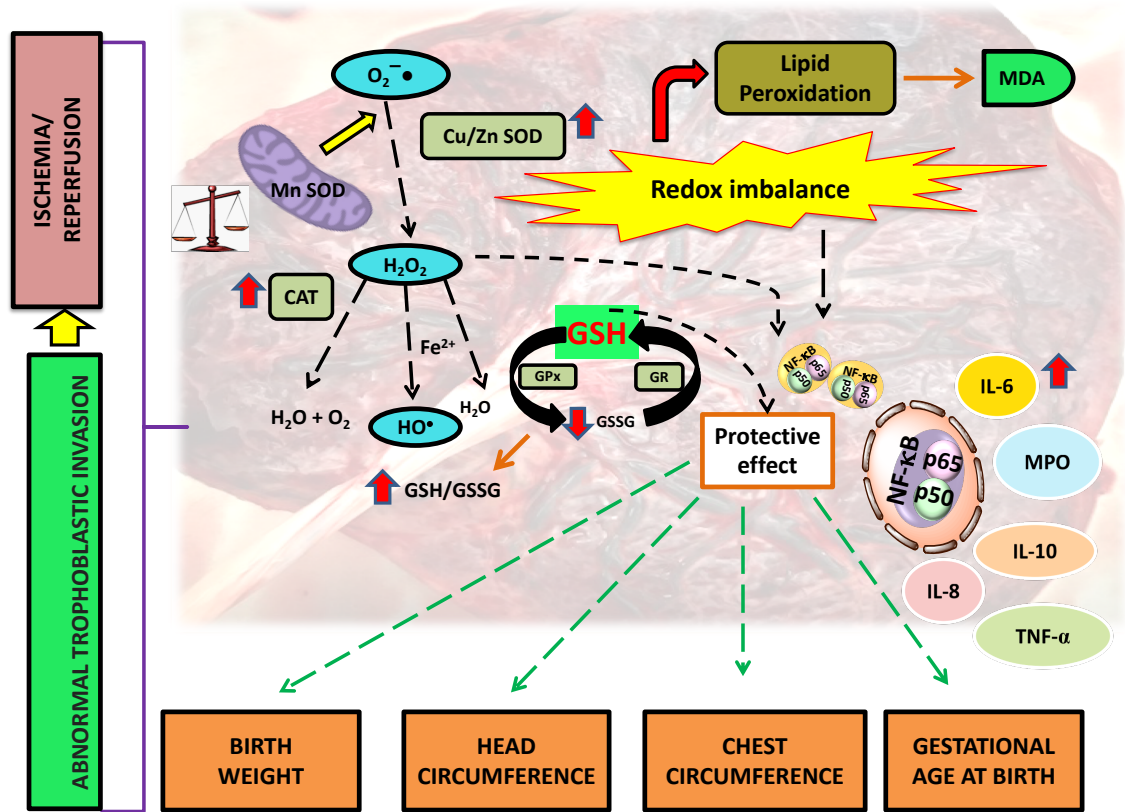 ISCHEMIA/
REPERFUSION
ABNORMAL TROPHOBLASTIC INVASION
O₂⁻•
Cu/Zn SOD
Mn SOD
Lipid
Peroxidation
MDA
Redox imbalance
H₂O₂
CAT
Fe²⁺
H₂O + O₂
HO•
H₂O
GSH
GPx
GR
GSSG
GSH/GSSG
Protective
effect
NF-κB
p65
p50
NF-κB
p50
p65
NF-κB
p65
p50
IL-6
MPO
IL-10
IL-8
TNF-α
BIRTH
WEIGHT
HEAD
CIRCUMFERENCE
CHEST
CIRCUMFERENCE
GESTATIONAL
AGE AT BIRTH